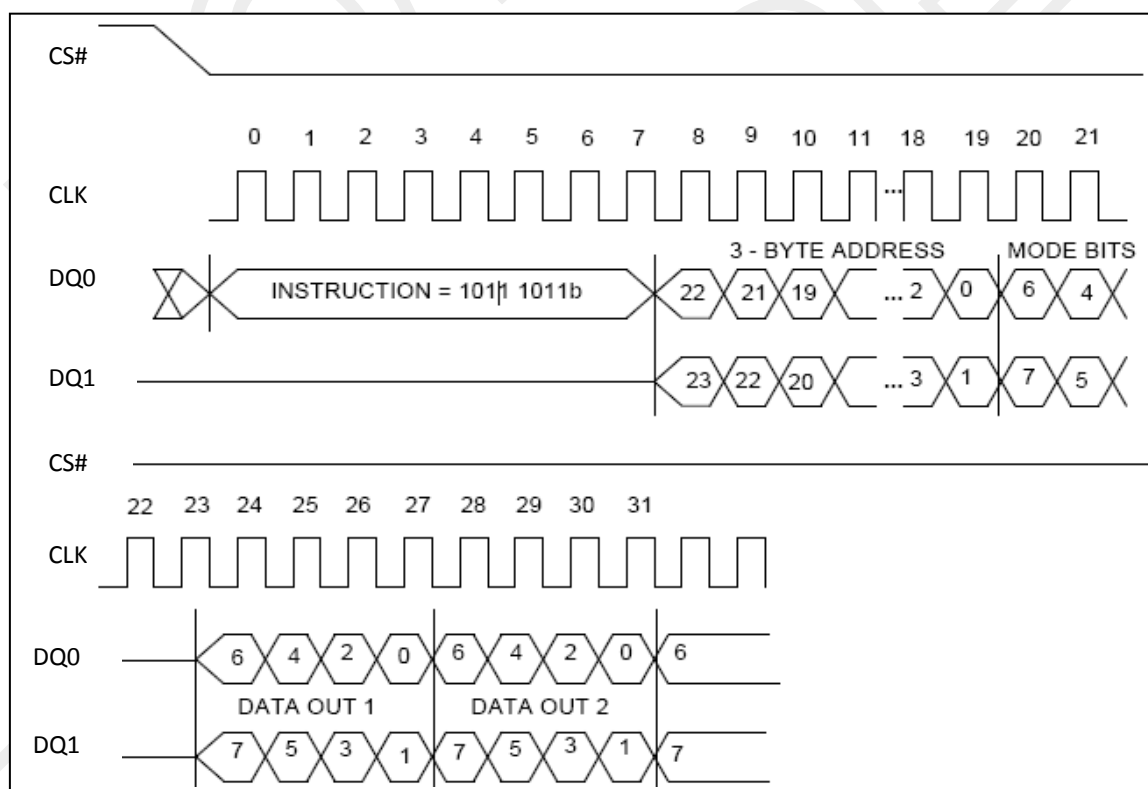 CS#
0 1 2 3 4 5 6 7 8 9 10 11 18 19 20 21
CLK
...
3 - BYTE ADDRESS MODE BITS
DQ0 INSTRUCTION = 1011 1011b 22 21 19 ... 2 0 6 4
DQ1 23 22 20 ... 3 1 7 5
CS#
22 23 24 25 26 27 28 29 30 31
CLK
DQ0 6 4 2 0 6 4 2 0 6
DATA OUT 1 DATA OUT 2
DQ1 7 5 3 1 7 5 3 1 7